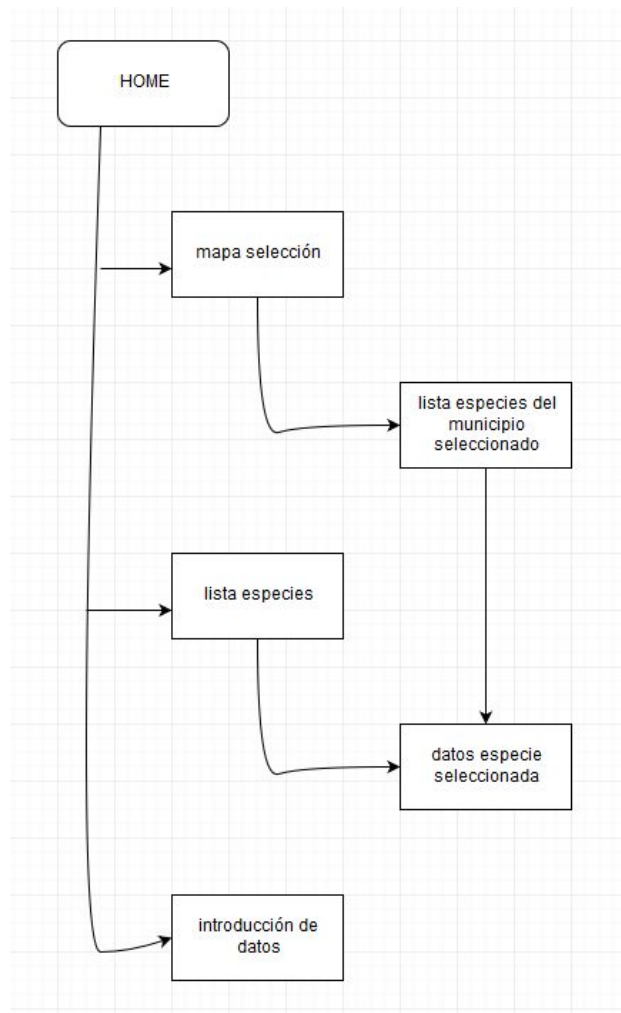 HOME
mapa selección
lista especies del
municipio
seleccionado
lista especies
datos especie
seleccionada
introducción de
datos